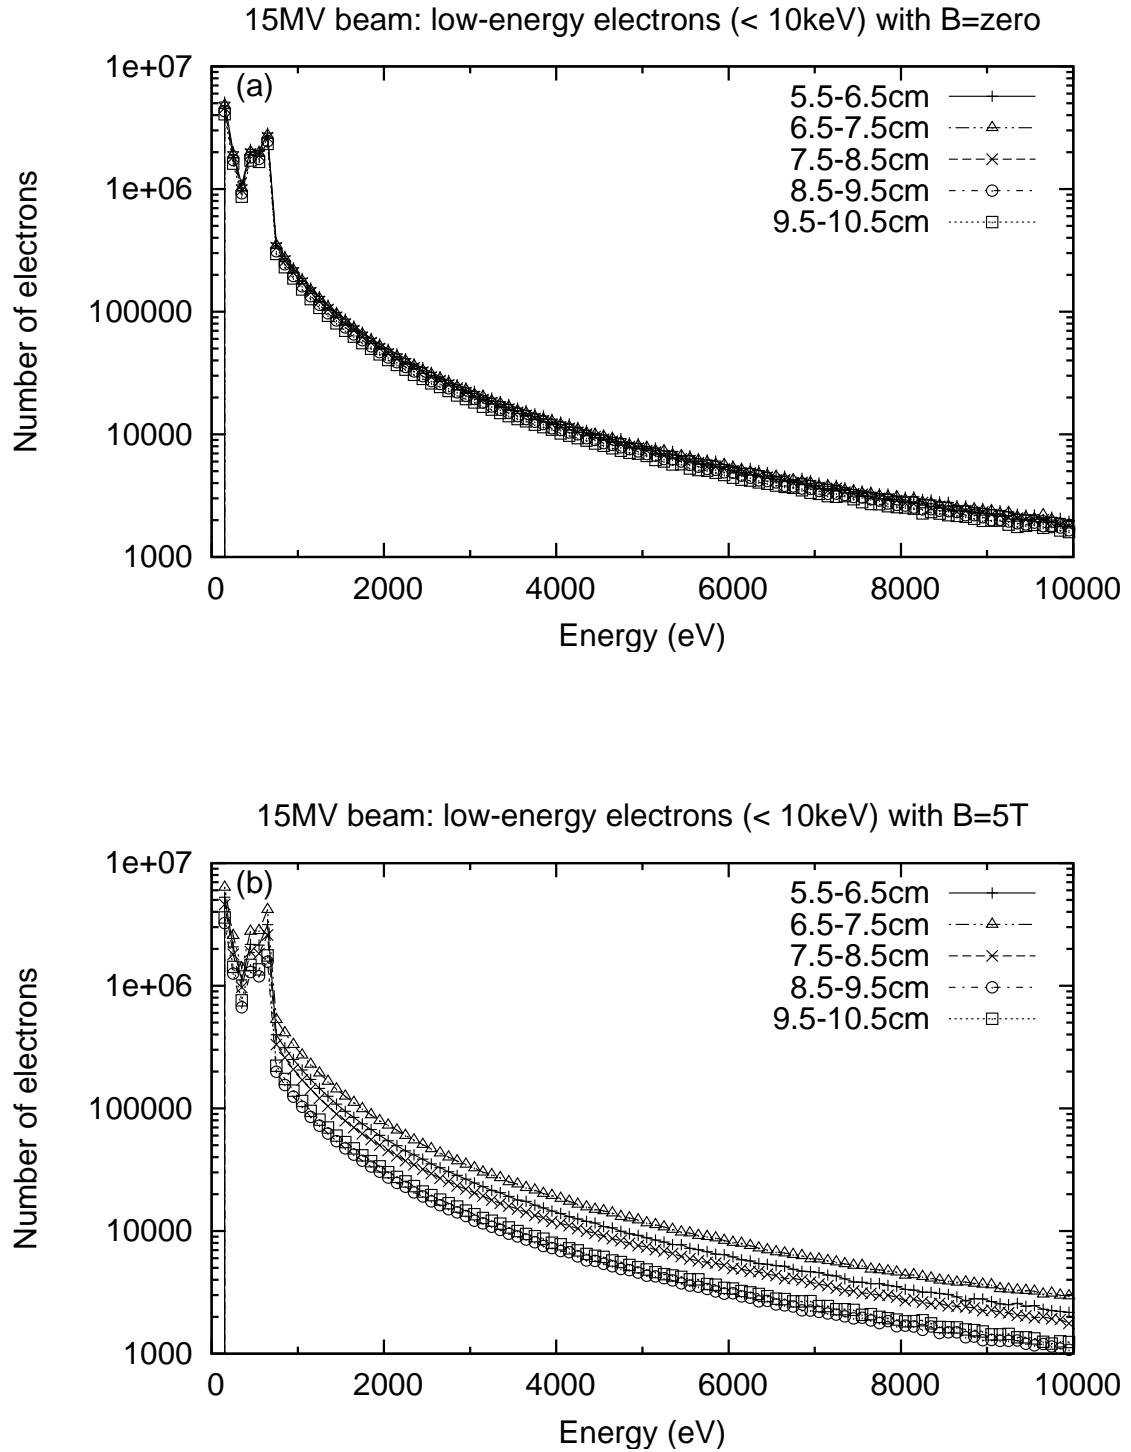 15MV beam: low-energy electrons (< 10keV) with B=zero
(a)
5.5-6.5cm
6.5-7.5cm
7.5-8.5cm
8.5-9.5cm
9.5-10.5cm
1e+07
1e+06
100000
10000
1000
Number of electrons
0 2000 4000 6000 8000 10000
Energy (eV)
15MV beam: low-energy electrons (< 10keV) with B=5T
(b)
5.5-6.5cm
6.5-7.5cm
7.5-8.5cm
8.5-9.5cm
9.5-10.5cm
1e+07
1e+06
100000
10000
1000
Number of electrons
0 2000 4000 6000 8000 10000
Energy (eV)